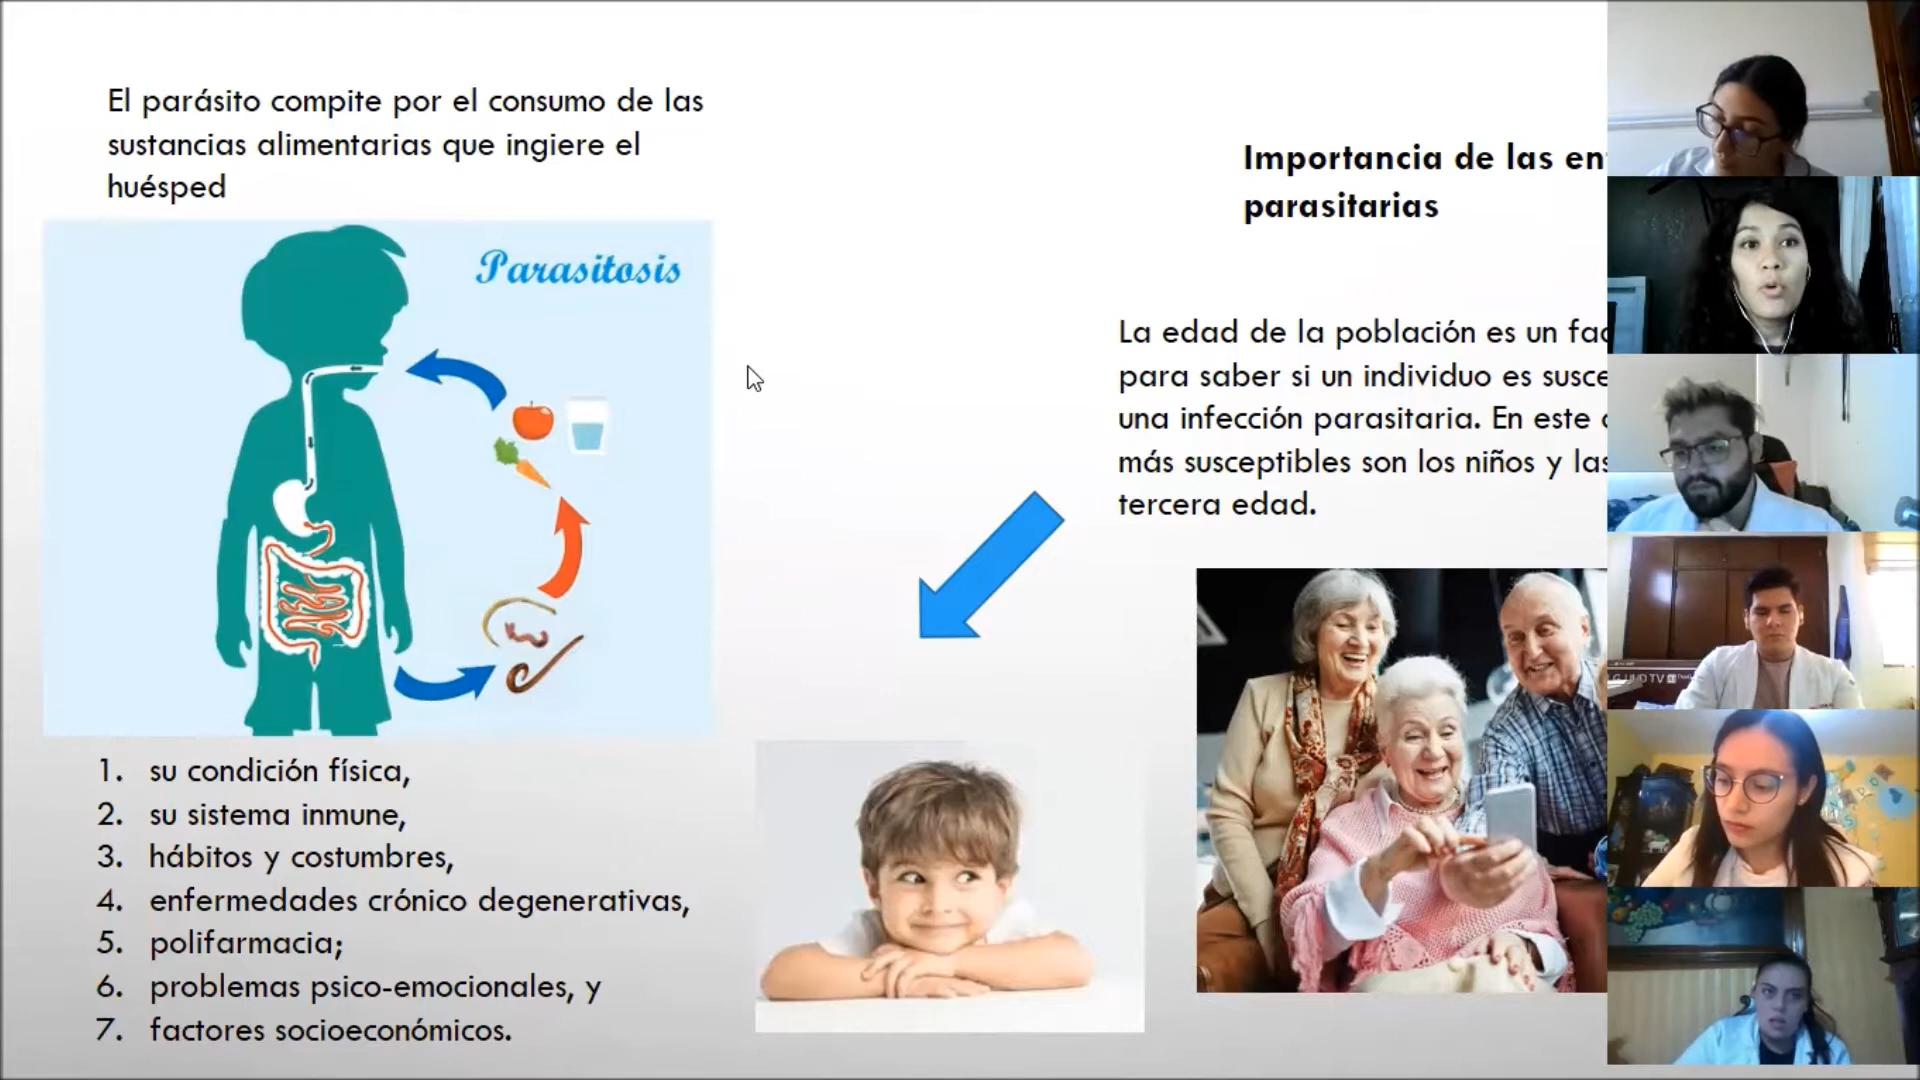 El parásito compite por el consumo de las
sustancias alimentarias que ingiere el
huésped
Parasitosis
1. su condición física,
2. su sistema inmune,
3. hábitos y costumbres,
4. enfermedades crónico degenerativas,
5. polifarmacia;
6. problemas psico-emocionales, y
7. factores socioeconómicos.
Importancia de las en
parasitarias
La edad de la población es un fac
para saber si un individuo es susce
una infección parasitaria. En este
más susceptibles son los niños y las
tercera edad.
UHD TV